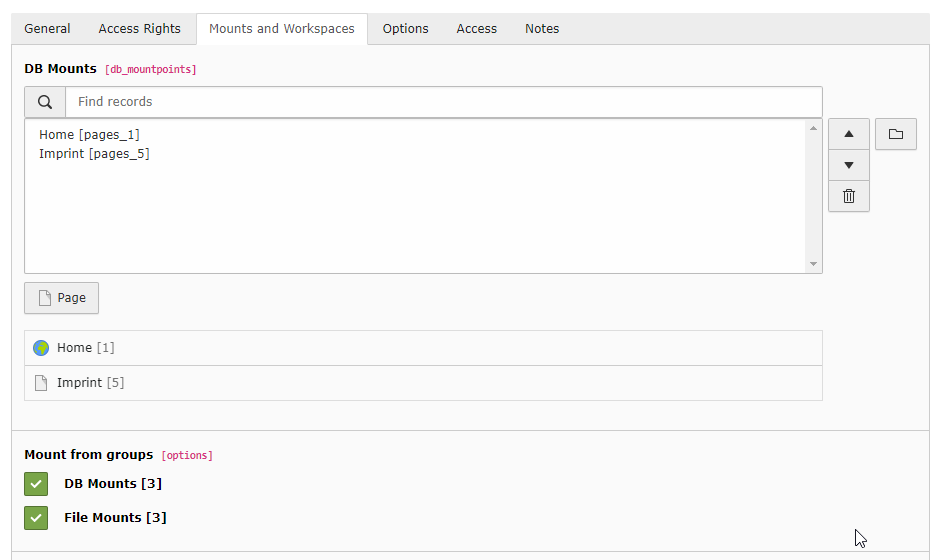 General Access Rights Mounts and Workspaces Options Access Notes
DB Mounts [db_mountpoints]
Find records
Home [pages_1]
Imprint [pages_5]
Page
Home [1]
Imprint [5]
Mount from groups [options]
DB Mounts [3]
File Mounts [3]